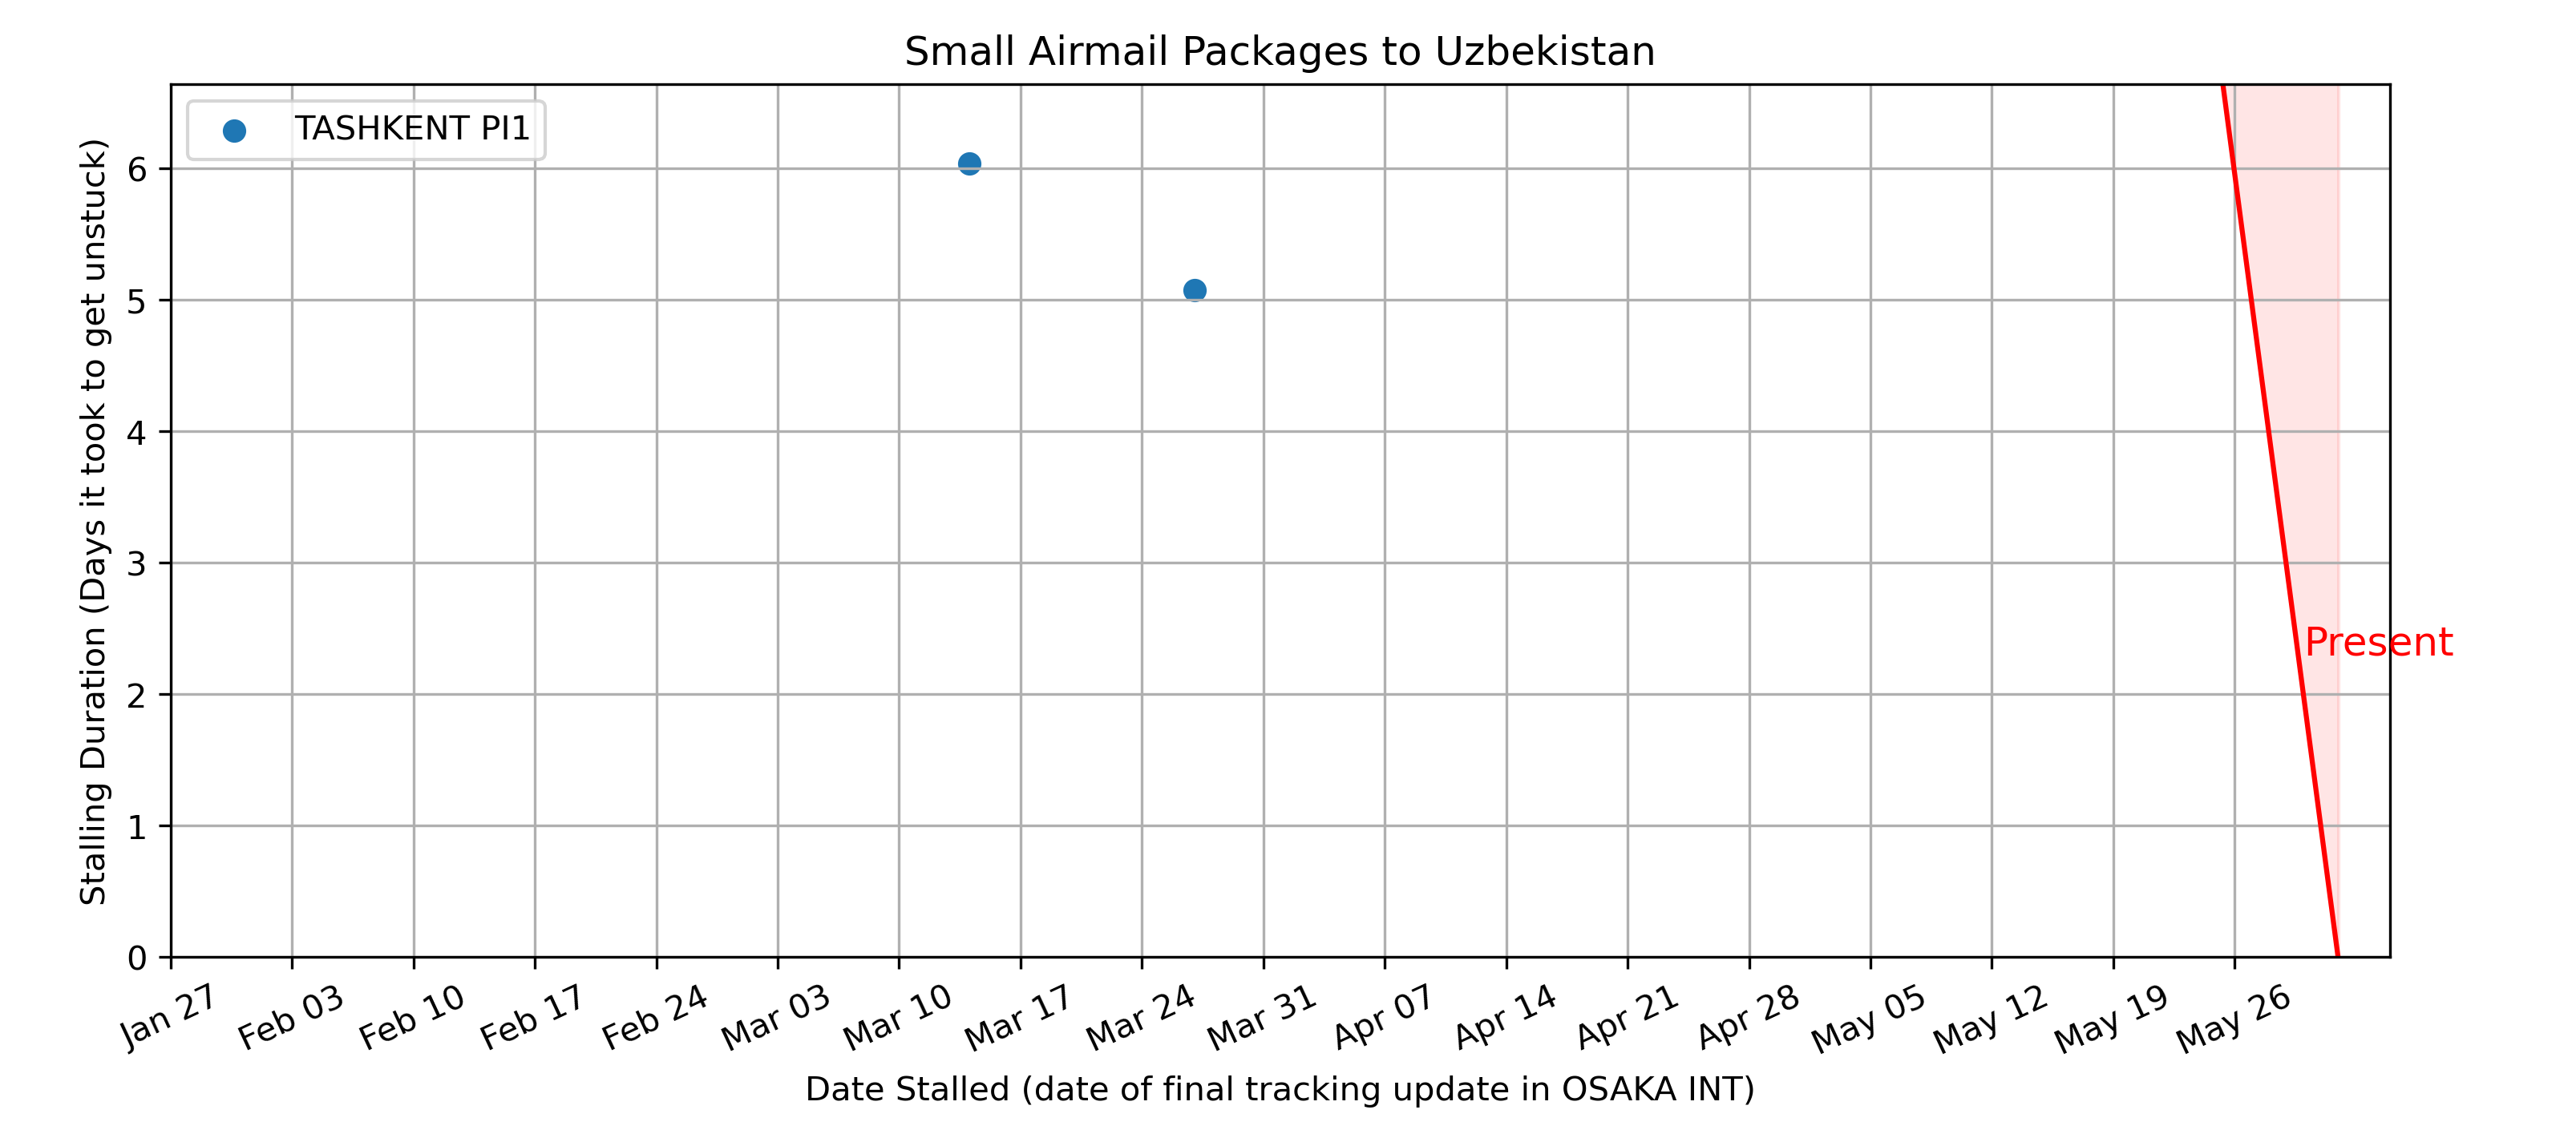 Small Airmail Packages to Uzbekistan
TASHKENT PI1
Stalling Duration (Days it took to get unstuck)
6
5
4
3
2
1
0
Present
Jan 27
Feb 03
Feb 10
Feb 17
Feb 24
Mar 03
Mar 10
Mar 17
Mar 24
Mar 31
Apr 07
Apr 14
Apr 21
Apr 28
May 05
May 12
May 19
May 26
Date Stalled (date of final tracking update in OSAKA INT)